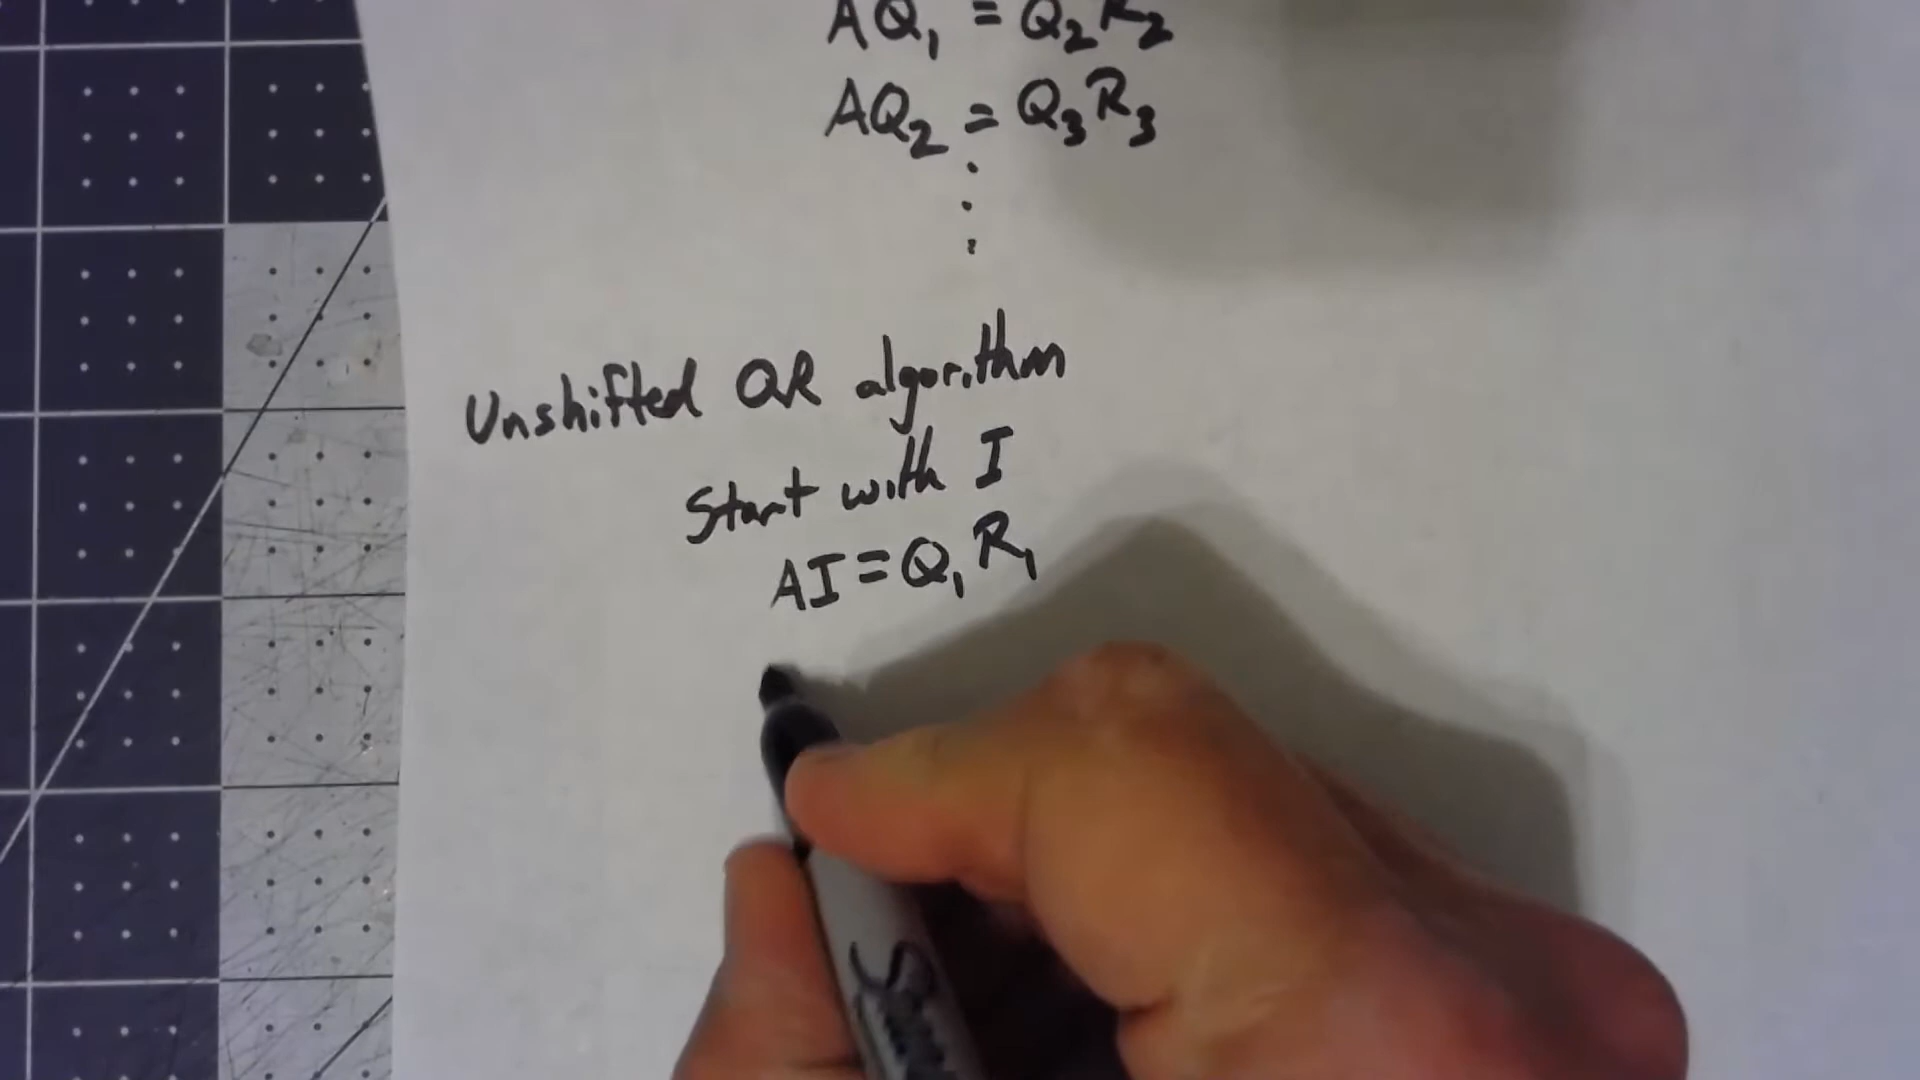 AQ₁ = Q₂R₂
AQ₂ = Q₃R₃
⋮
Unshifted QR algorithm
Start with I
AI = Q₁R₁